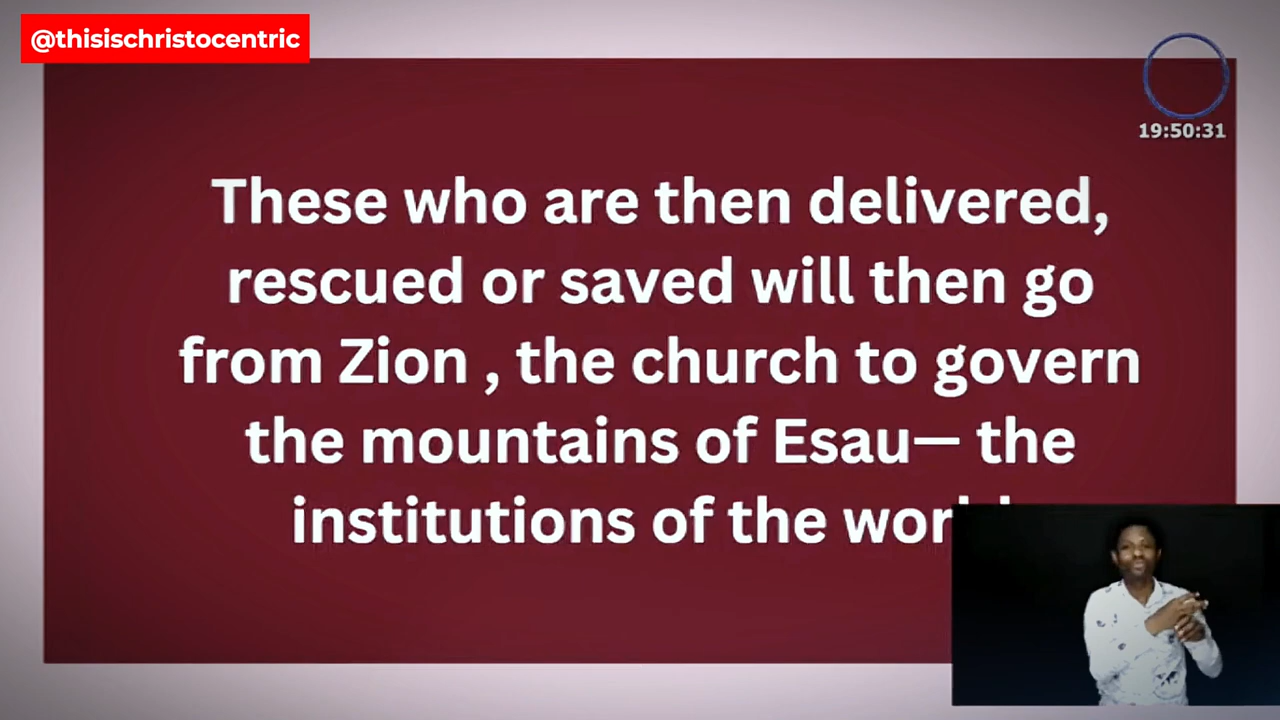 @thisischristocentric
19:50:31
These who are then delivered,
rescued or saved will then go
from Zion , the church to govern
the mountains of Esau— the
institutions of the